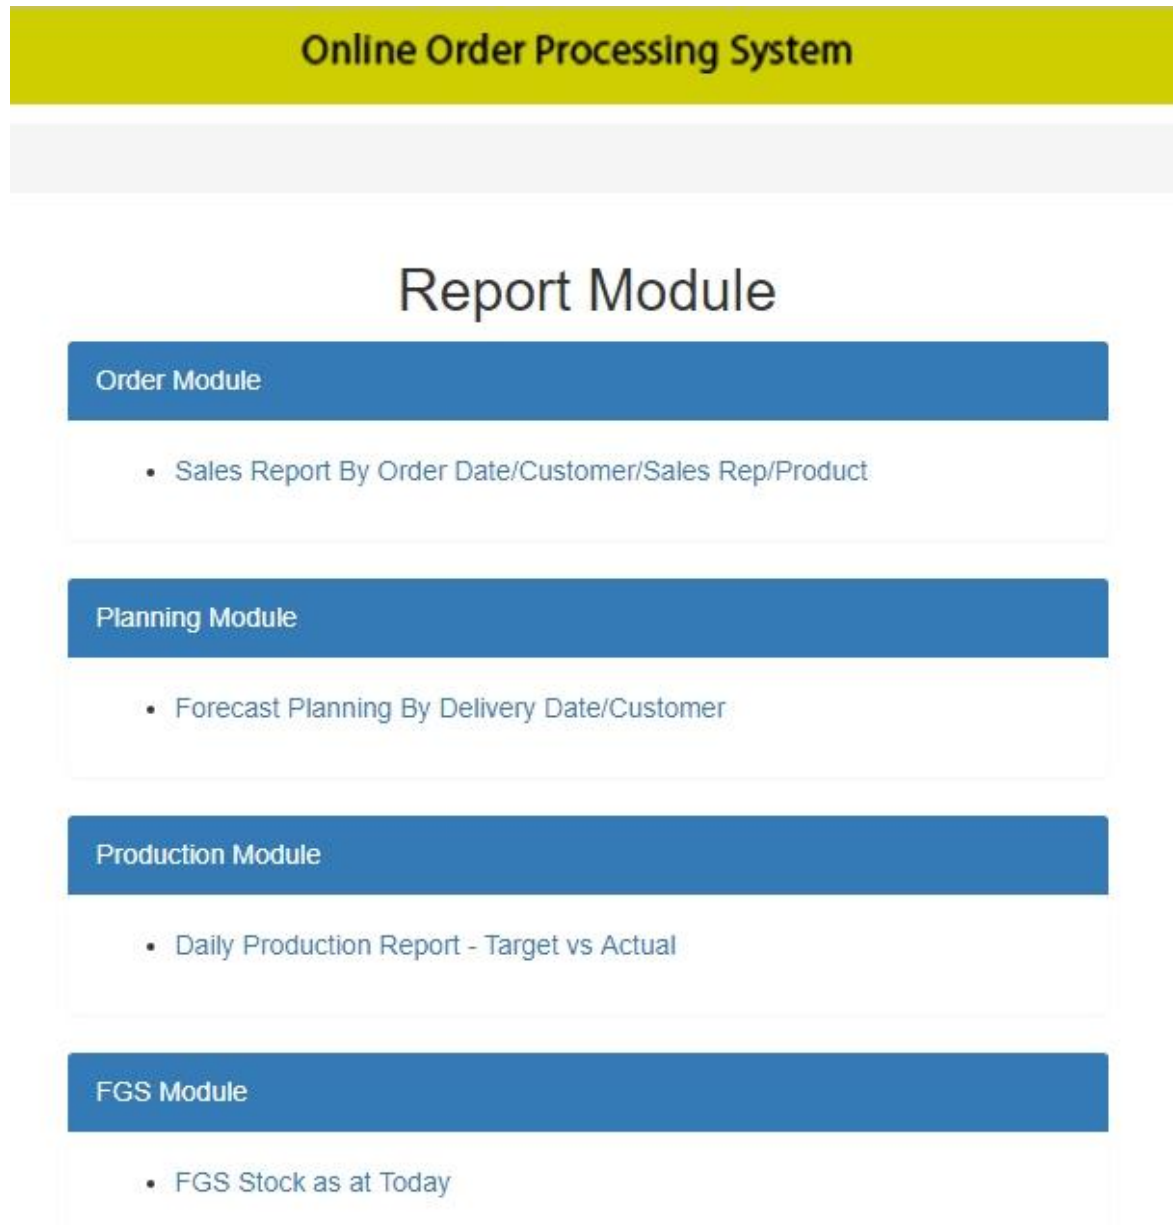 Online Order Processing System
Report Module
Order Module
Sales Report By Order Date/Customer/Sales Rep/Product
Planning Module
Forecast Planning By Delivery Date/Customer
Production Module
Daily Production Report - Target vs Actual
FGS Module
FGS Stock as at Today